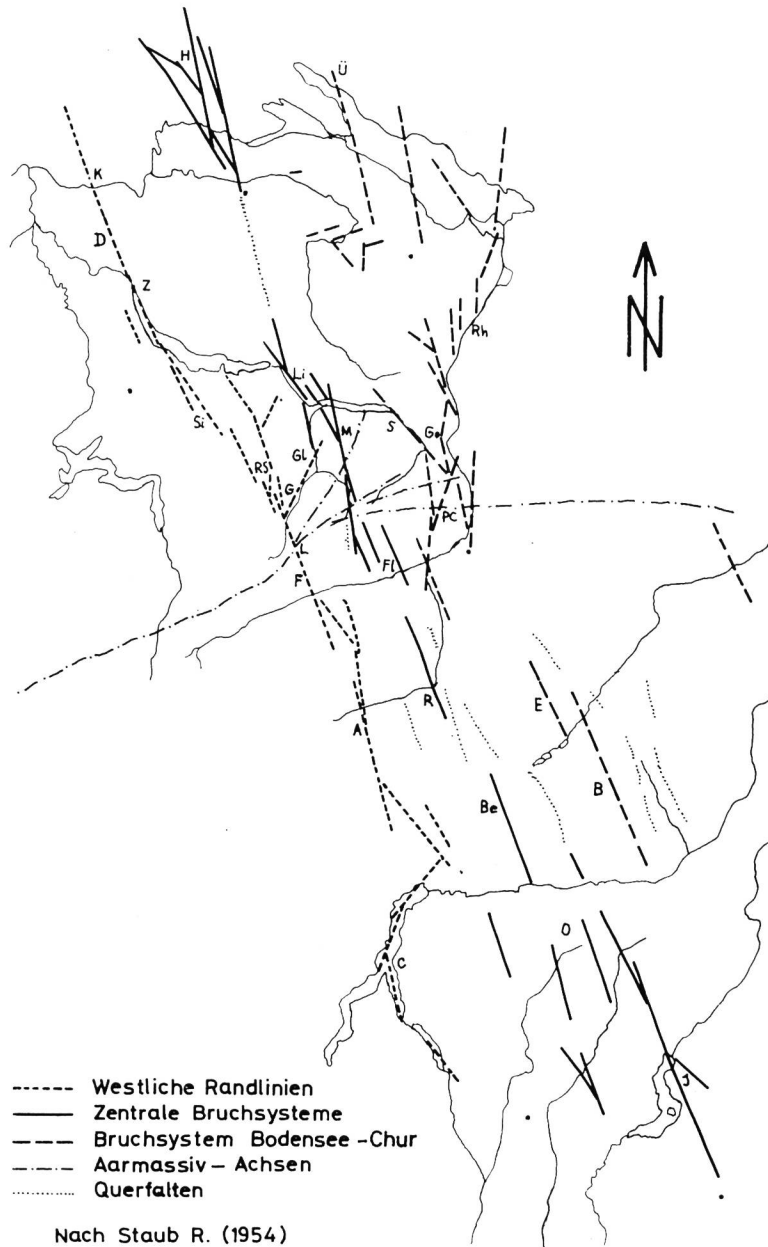 H
Ü
K
D
Z
Rh
Li
Si
M
S
Ge
Gl
RS
G
PC
L
Fl
F
R
E
A
B
Be
O
C
J
Westliche Randlinien
Zentrale Bruchsysteme
Bruchsystem Bodensee-Chur
Aarmassiv-Achsen
Querfalten
Nach Staub R. (1954)